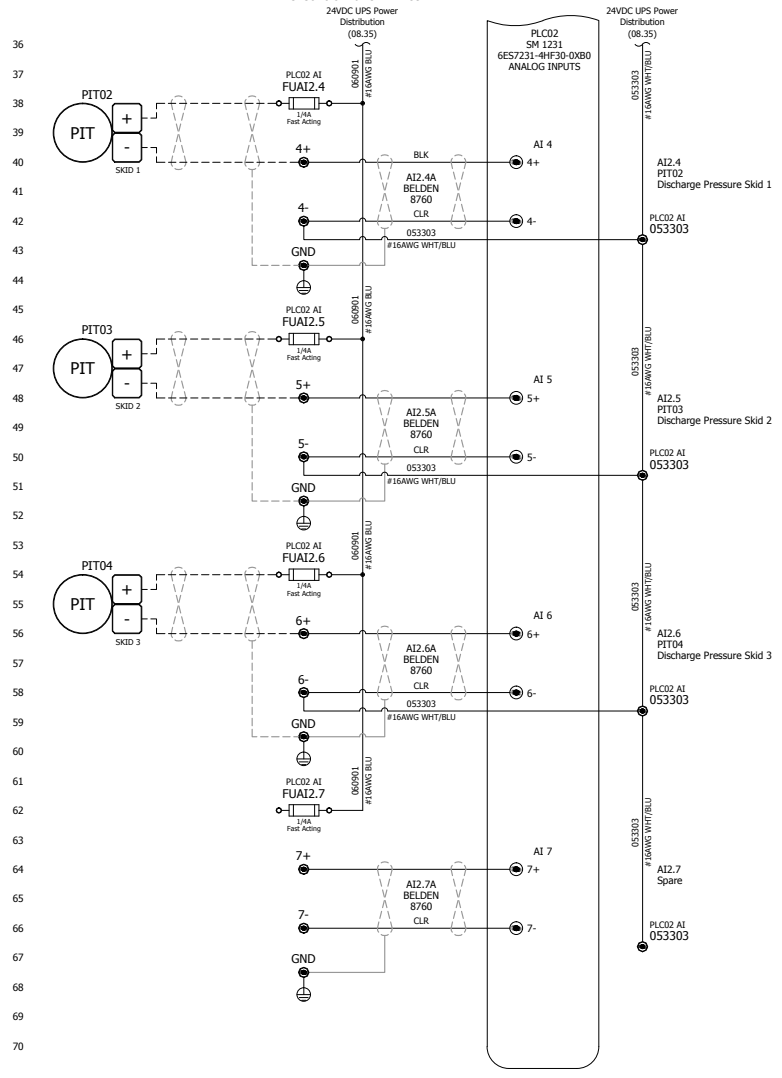 24VDC UPS Power
Distribution
(08.35)
PLC02
SM 1231
6ES7231-4HF30-0XB0
ANALOG INPUTS
24VDC UPS Power
Distribution
(08.35)
36
37
060901
#16AWG BLU
053303
#16AWG WHT/BLU
PLC02 AI
FUAI2.4
1/4A
Fast Acting
38
PIT02
PIT
+
-
SKID 1
39
4+
BLK
AI 4
4+
40
AI2.4A
BELDEN
8760
AI2.4
PIT02
Discharge Pressure Skid 1
41
4-
CLR
4-
42
053303
#16AWG WHT/BLU
PLC02 AI
053303
43
GND
44
45
060901
#16AWG BLU
PLC02 AI
FUAI2.5
1/4A
Fast Acting
46
PIT03
PIT
+
-
SKID 2
47
053303
#16AWG WHT/BLU
5+
AI 5
5+
48
AI2.5A
BELDEN
8760
AI2.5
PIT03
Discharge Pressure Skid 2
49
5-
CLR
5-
50
053303
#16AWG WHT/BLU
PLC02 AI
053303
51
GND
52
53
060901
#16AWG BLU
PLC02 AI
FUAI2.6
1/4A
Fast Acting
54
PIT04
PIT
+
-
SKID 3
55
053303
#16AWG WHT/BLU
6+
AI 6
6+
56
AI2.6A
BELDEN
8760
AI2.6
PIT04
Discharge Pressure Skid 3
57
6-
CLR
6-
58
053303
#16AWG WHT/BLU
PLC02 AI
053303
59
GND
60
61
060901
#16AWG BLU
PLC02 AI
FUAI2.7
1/4A
Fast Acting
62
63
053303
#16AWG WHT/BLU
7+
AI 7
7+
64
AI2.7A
BELDEN
8760
AI2.7
Spare
65
7-
CLR
7-
66
PLC02 AI
053303
67
GND
68
69
70